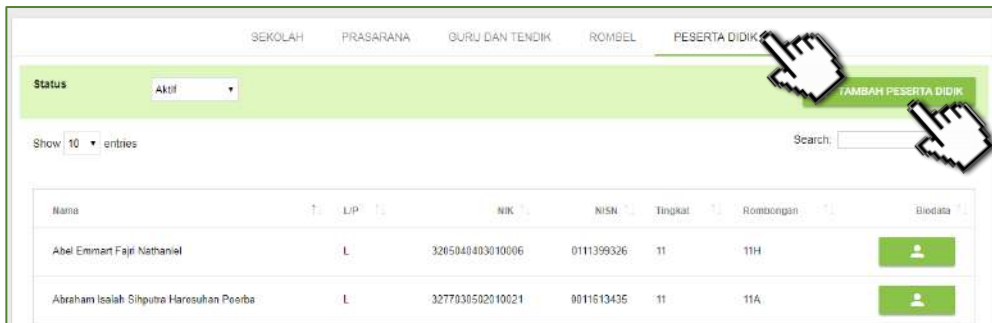 SEKOLAH PRASARANA GURU DAN TENDIK ROMBEL PESERTA DIDIK
Status Aktif
TAMBAH PESERTA DIDIK
Show 10 entries Search:
Nama L/P NIK NISN Tingkat Rombongan Biodata
Abel Emmart Fajri Nathaniel L 3205040403010006 0111399326 11 11H
Abraham Isaiah Sihputra Harosuhan Poerba L 3277030502010021 0011613435 11 11A